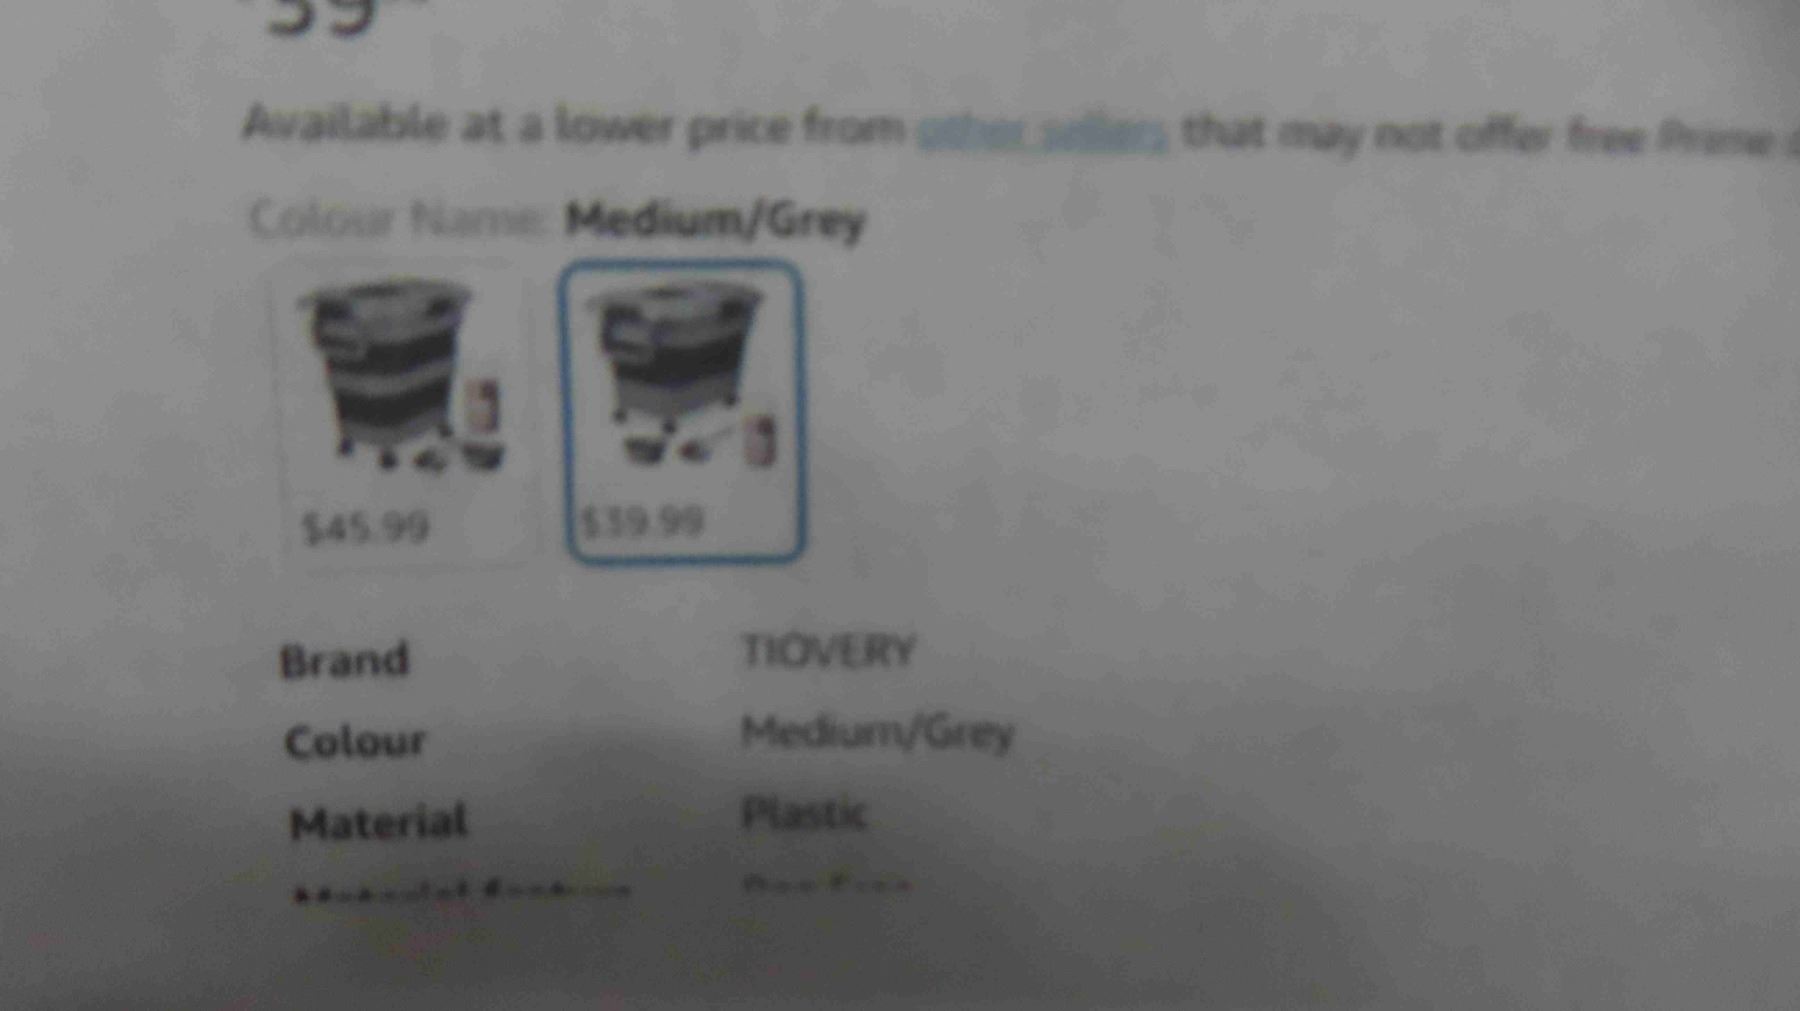 39
Available at a lower price from other sellers that may not offer free Prime
Colour Name: Medium/Grey
$45.99 $39.99
Brand TIOVERY
Colour Medium/Grey
Material Plastic